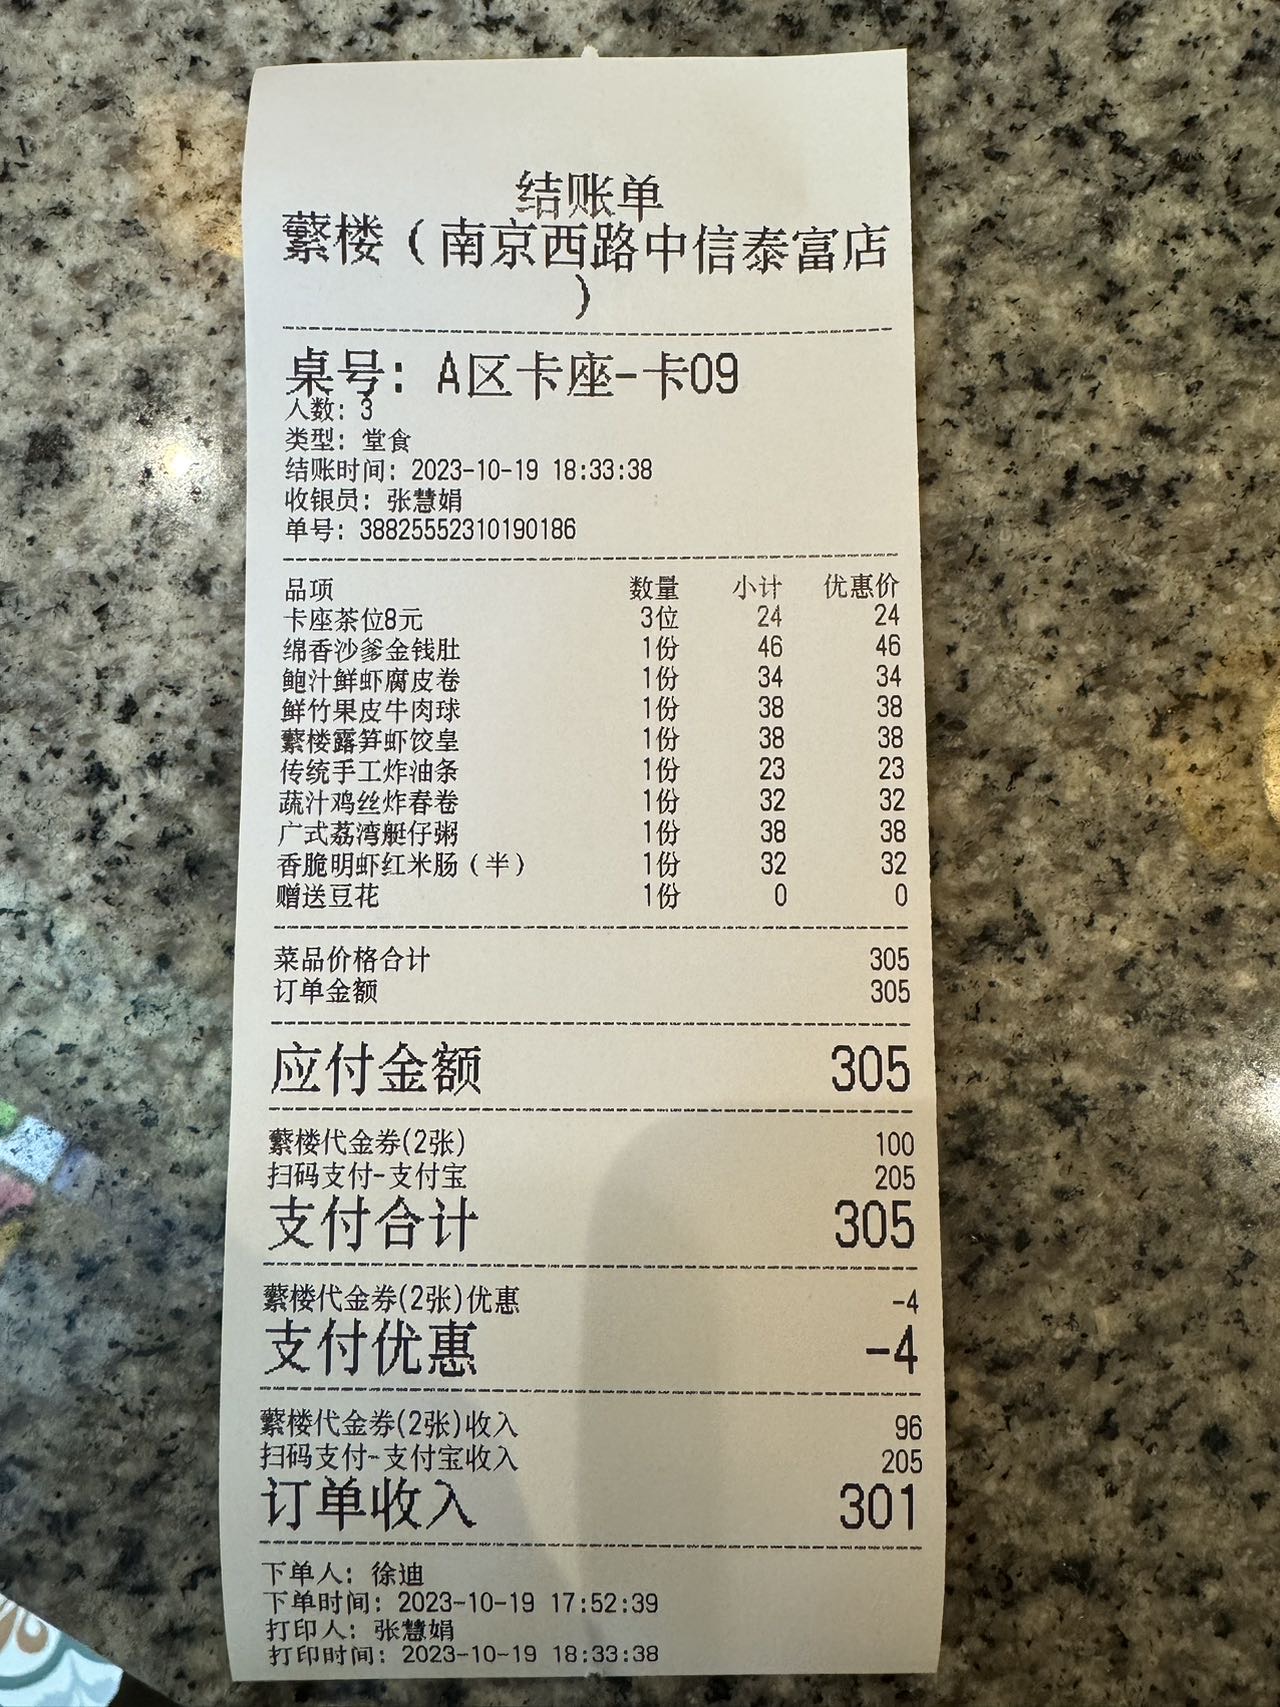 结账单
蘩楼（南京西路中信泰富店
）
桌号：A区卡座-卡09
人数：3
类型：堂食
结账时间：2023-10-19 18:33:38
收银员：张慧娟
单号：38825552310190186
品项 数量 小计 优惠价
卡座茶位8元 3位 24 24
绵香沙爹金钱肚 1份 46 46
鲍汁鲜虾腐皮卷 1份 34 34
鲜竹果皮牛肉球 1份 38 38
蘩楼露笋虾饺皇 1份 38 38
传统手工炸油条 1份 23 23
蔬汁鸡丝炸春卷 1份 32 32
广式荔湾艇仔粥 1份 38 38
香脆明虾红米肠（半） 1份 32 32
赠送豆花 1份 0 0
菜品价格合计 305
订单金额 305
应付金额 305
蘩楼代金券(2张) 100
扫码支付-支付宝 205
支付合计 305
蘩楼代金券(2张)优惠 -4
支付优惠 -4
蘩楼代金券(2张)收入 96
扫码支付-支付宝收入 205
订单收入 301
下单人：徐迪
下单时间：2023-10-19 17:52:39
打印人：张慧娟
打印时间：2023-10-19 18:33:38